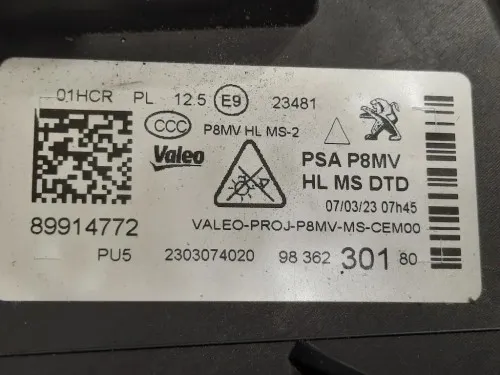 01HCR PL 12.5 E9 23481
CCC P8MV HL MS-2
Valeo PSA P8MV
HL MS DTD
89914772 07/03/23 07h45
VALEO-PROJ-P8MV-MS-CEM00
PU5 2303074020 98 362 301 80